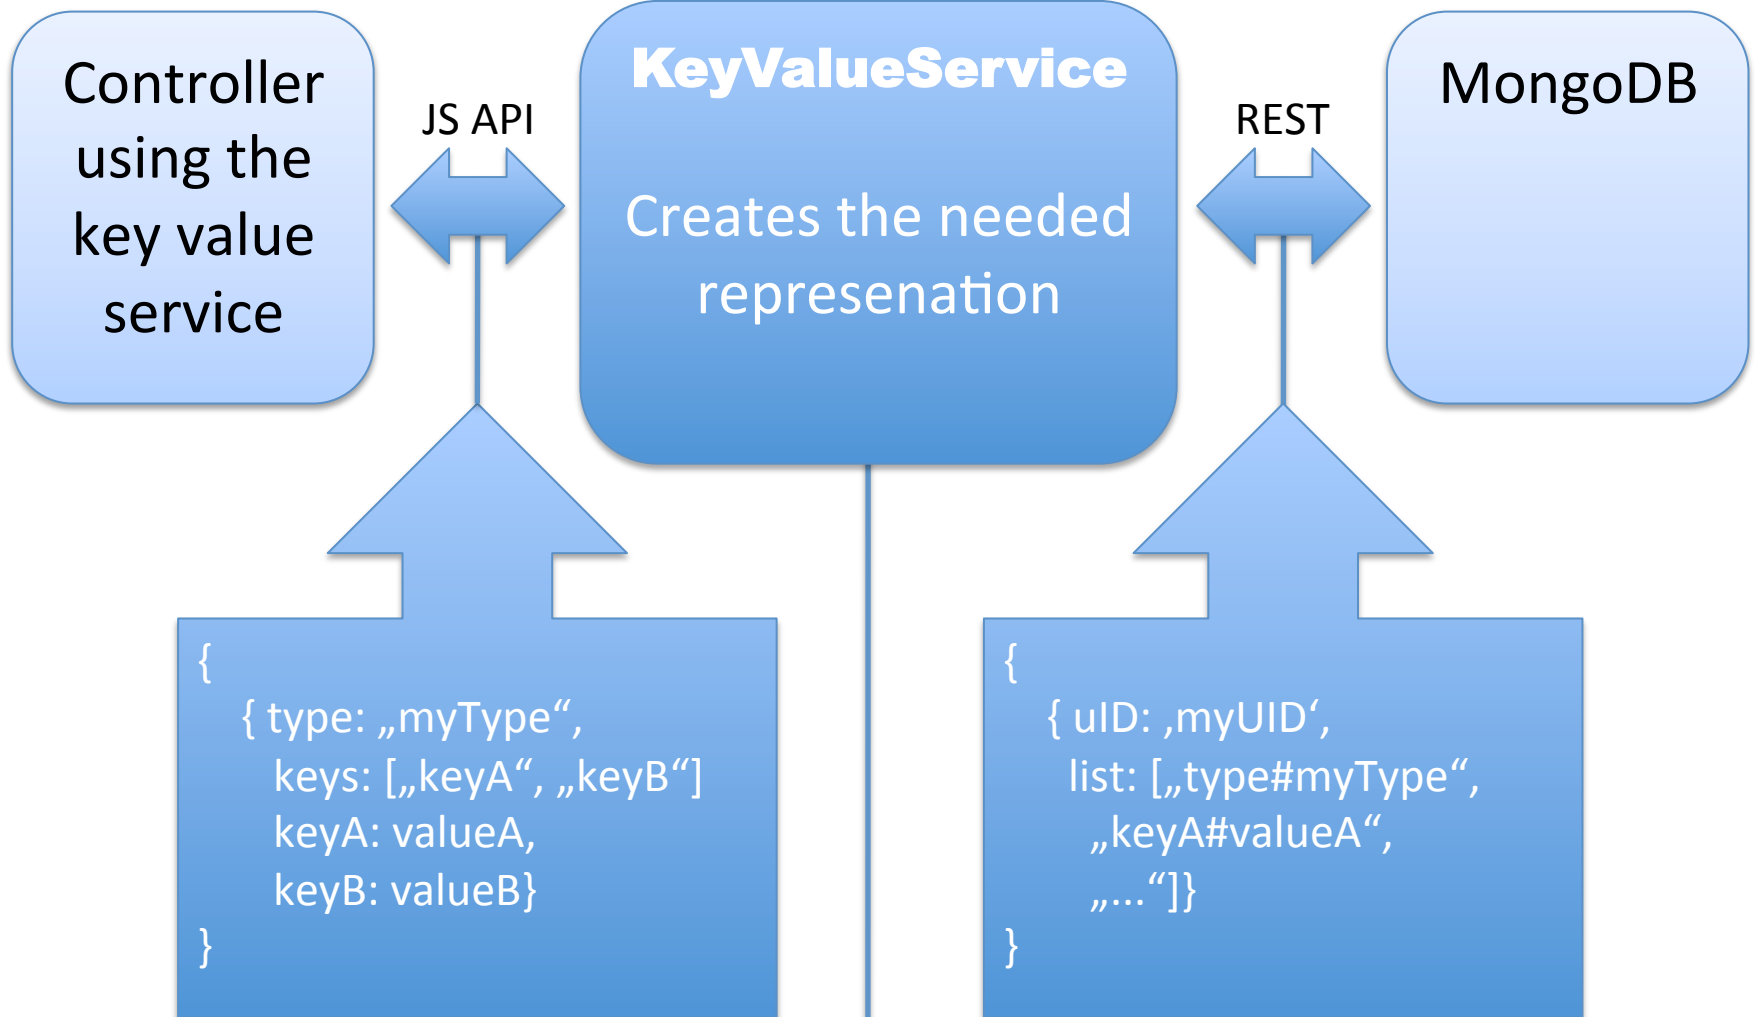 Controller
using the
key value
service
JS API
KeyValueService
Creates the needed
represenation
REST
MongoDB
{
{ type: „myType“,
keys: [„keyA“, „keyB“]
keyA: valueA,
keyB: valueB}
}
{
{ uID: ‚myUID‘,
list: [„type#myType“,
„keyA#valueA“,
„...“]}
}